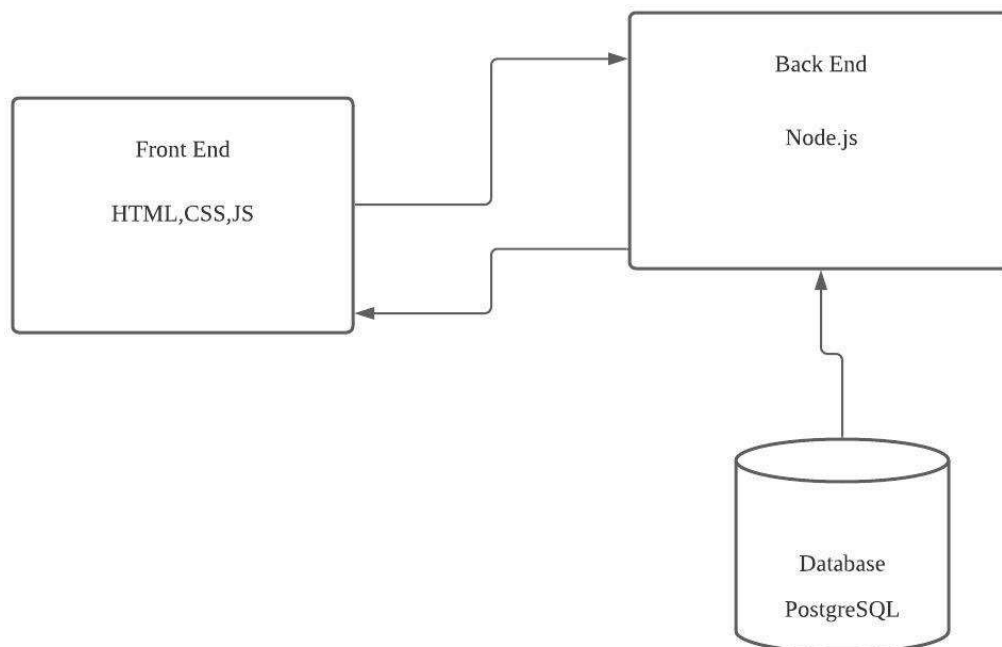 Front End
HTML,CSS,JS
Back End
Node.js
Database
PostgreSQL